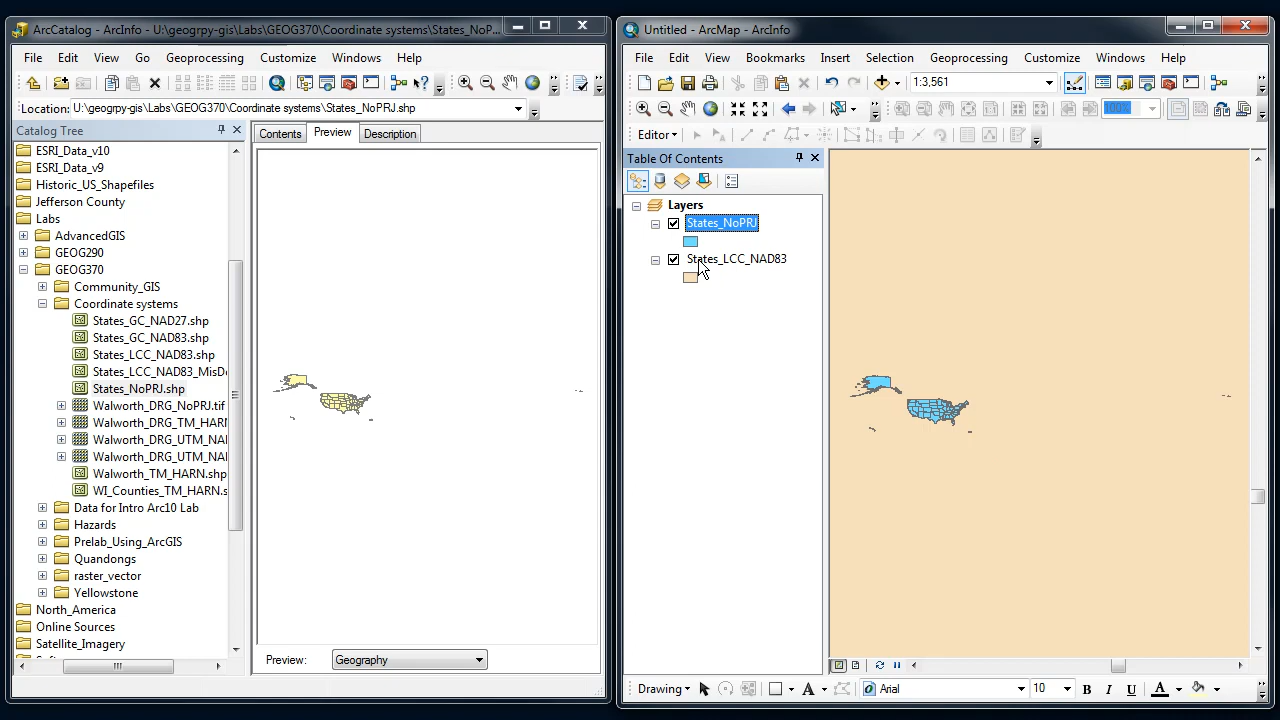 ArcCatalog - ArcInfo - U:\geogrpy-gis\Labs\GEOG370\Coordinate systems\States_NoP...
File Edit View Go Geoprocessing Customize Windows Help
Location: U:\geogrpy-gis\Labs\GEOG370\Coordinate systems\States_NoPRJ.shp
Catalog Tree
ESRI_Data_v10
ESRI_Data_v9
Historic_US_Shapefiles
Jefferson County
Labs
AdvancedGIS
GEOG290
GEOG370
Community_GIS
Coordinate systems
States_GC_NAD27.shp
States_GC_NAD83.shp
States_LCC_NAD83.shp
States_LCC_NAD83_MisDe
States_NoPRJ.shp
Walworth_DRG_NoPRJ.tif
Walworth_DRG_TM_HARN
Walworth_DRG_UTM_NA
Walworth_DRG_UTM_NA
Walworth_TM_HARN.shp
WI_Counties_TM_HARN.s
Data for Intro Arc10 Lab
Hazards
Prelab_Using_ArcGIS
Quandongs
raster_vector
Yellowstone
North_America
Online Sources
Satellite_Imagery
Contents Preview Description
Preview: Geography
Untitled - ArcMap - ArcInfo
File Edit View Bookmarks Insert Selection Geoprocessing Customize Windows Help
1:3,561
100%
Editor
Table Of Contents
Layers
States_NoPRJ
States_LCC_NAD83
Drawing A Arial 10 B I U A